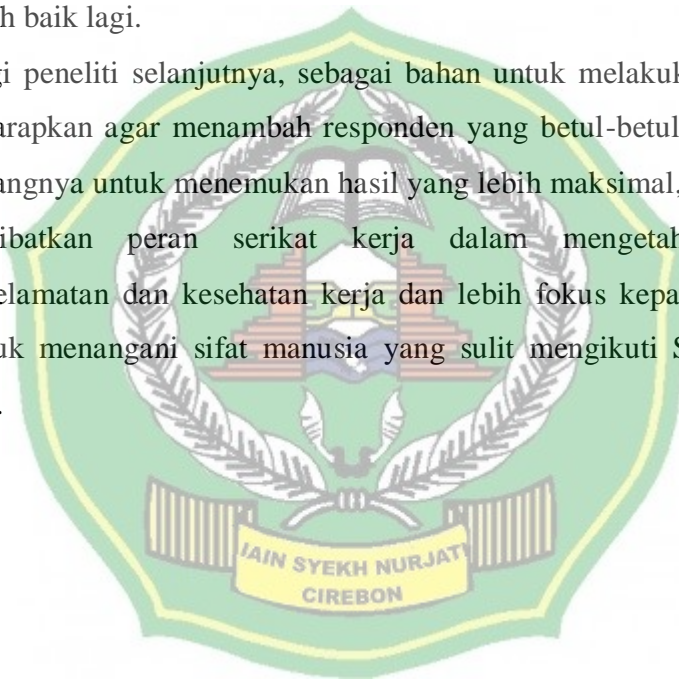 h baik lagi.
gi peneliti selanjutnya, sebagai bahan untuk melakuk
arapkan agar menambah responden yang betul-betul
angnya untuk menemukan hasil yang lebih maksimal,
ibatkan peran serikat kerja dalam mengetah
elamatan dan kesehatan kerja dan lebih fokus kepa
uk menangani sifat manusia yang sulit mengikuti S
.
IAIN SYEKH NURJATI
CIREBON